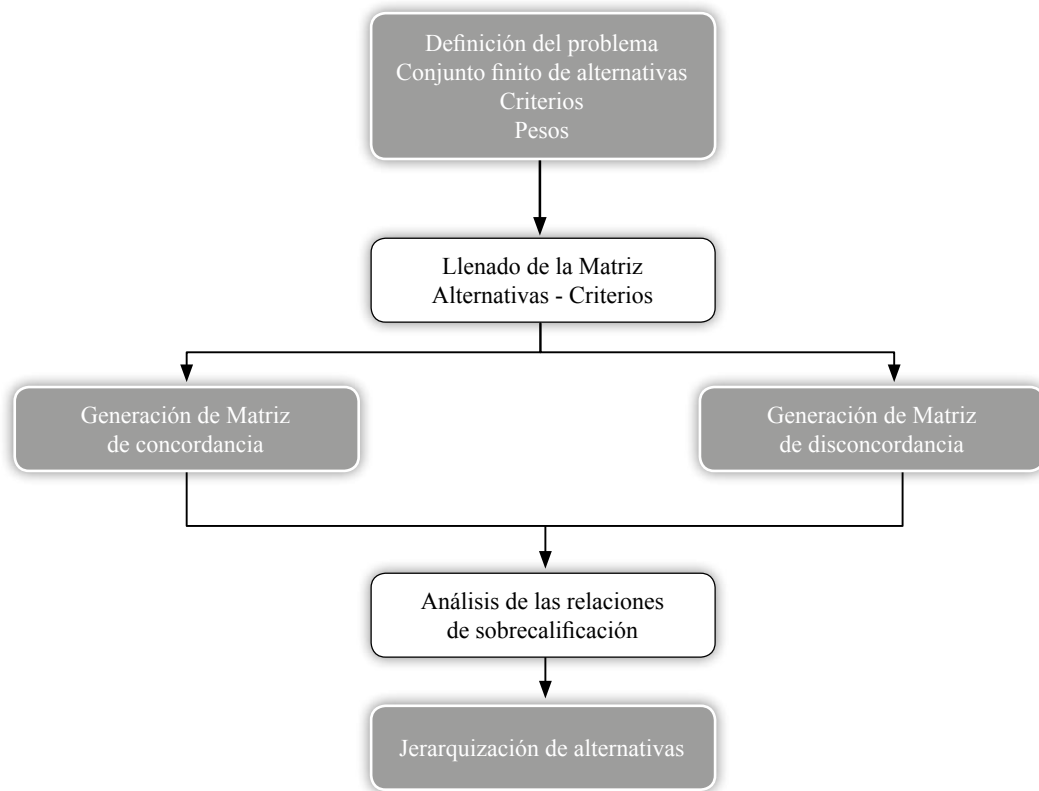 Definición del problema
Conjunto finito de alternativas
Criterios
Pesos
Llenado de la Matriz
Alternativas - Criterios
Generación de Matriz
de concordancia
Generación de Matriz
de disconcordancia
Análisis de las relaciones
de sobrecalificación
Jerarquización de alternativas